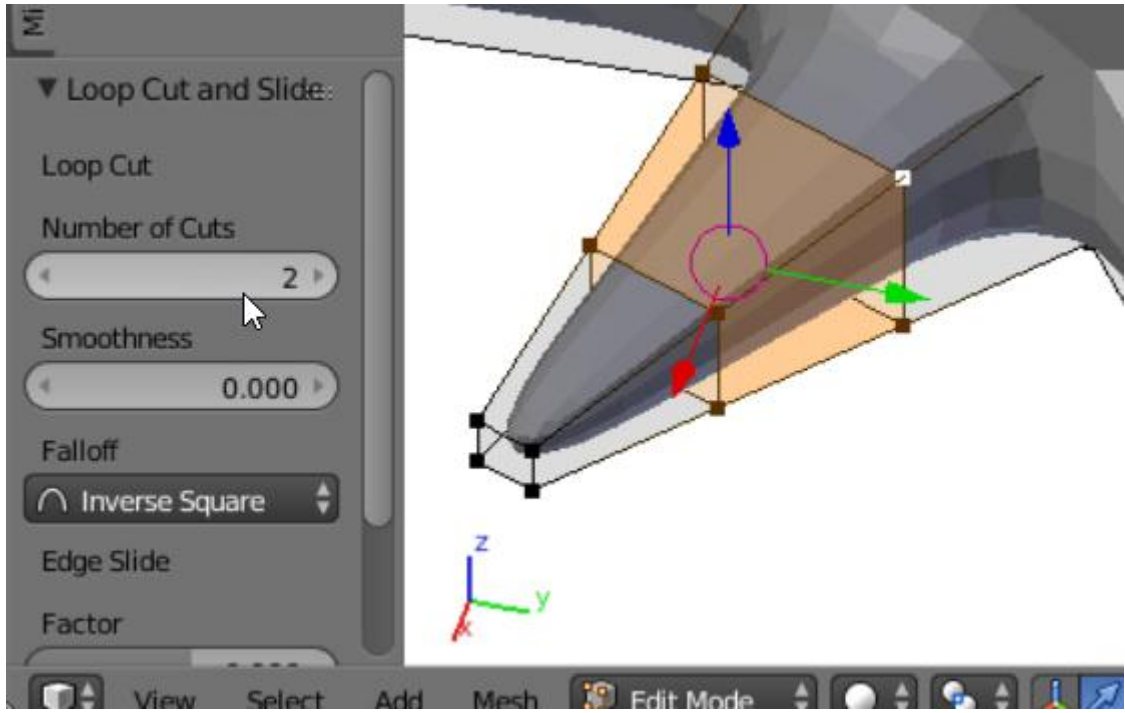 Mi
Loop Cut and Slide
Loop Cut
Number of Cuts
2
Smoothness
0.000
Falloff
Inverse Square
Edge Slide
Factor
z
y
x
View Select Add Mesh Edit Mode